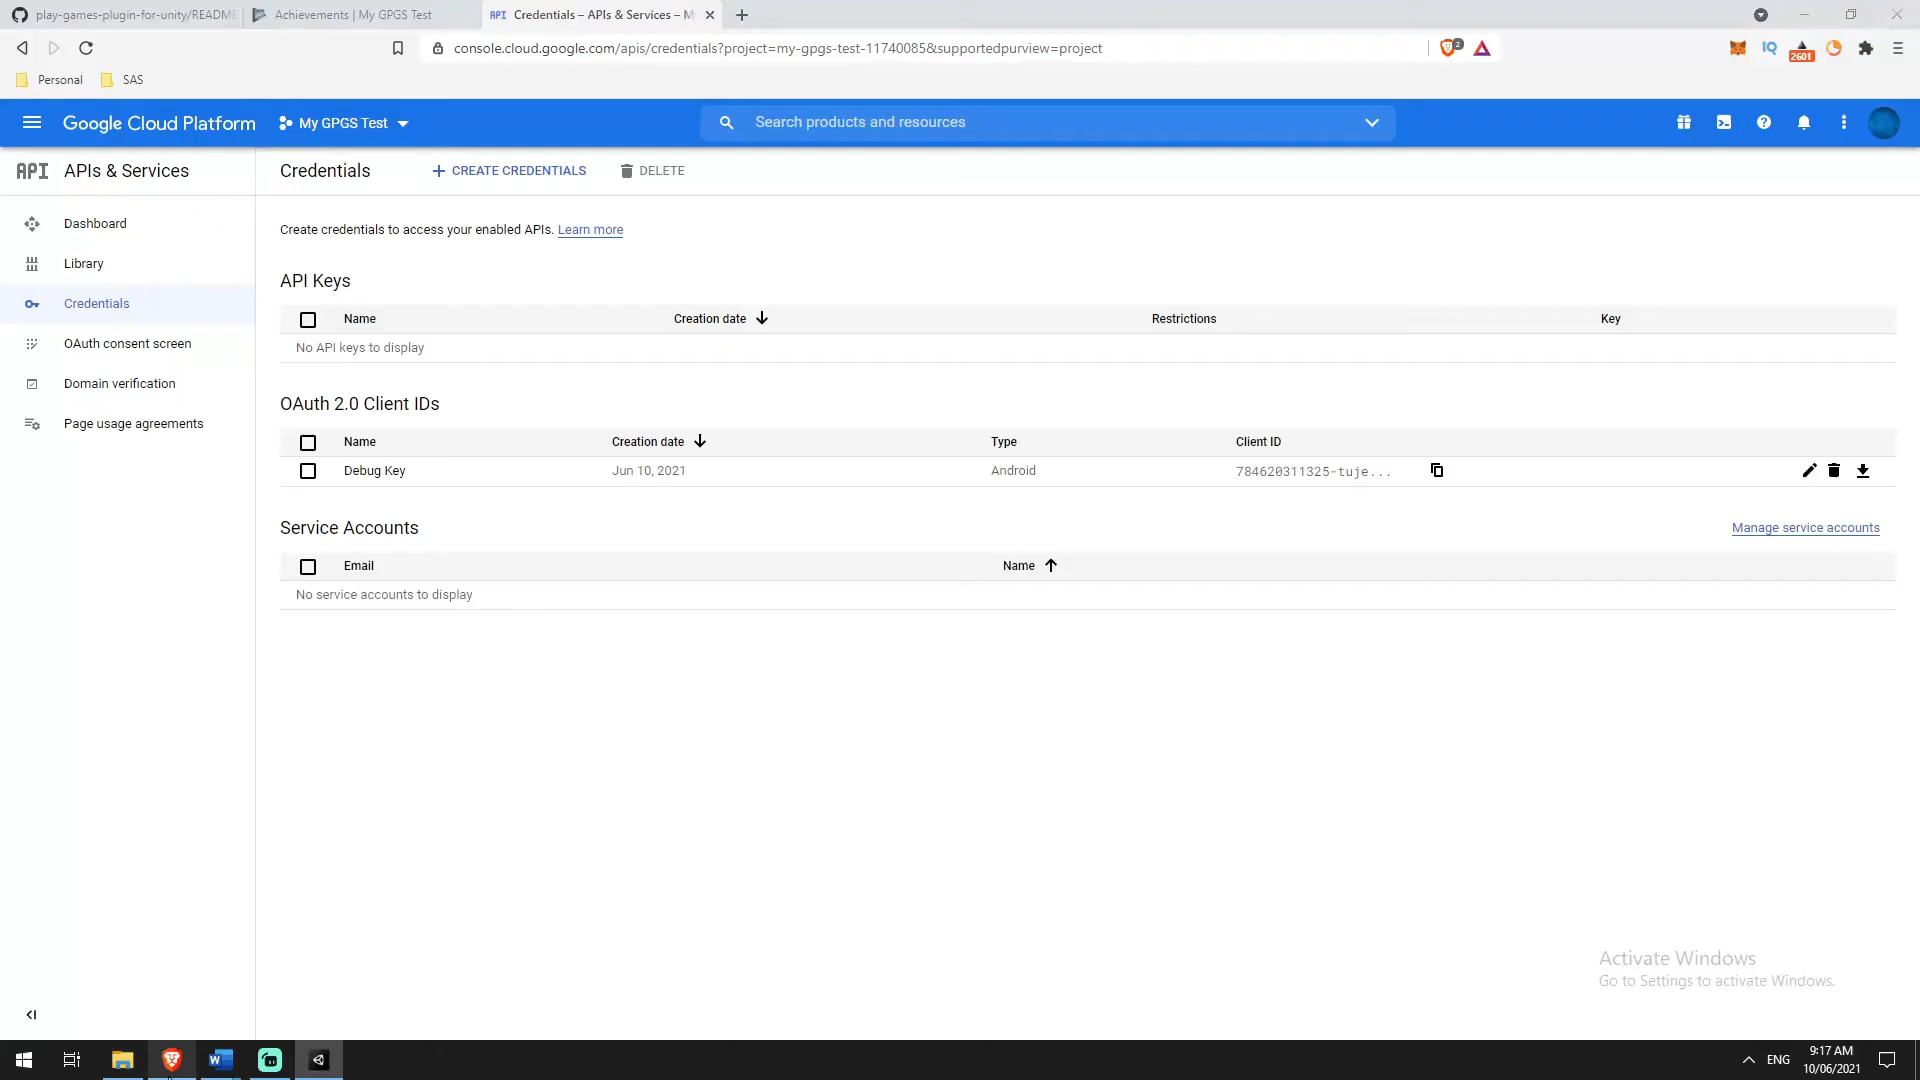 play-games-plugin-for-unity/README
Achievements | My GPGS Test
API Credentials – APIs & Services – M
console.cloud.google.com/apis/credentials?project=my-gpgs-test-11740085&supportedpurview=project
2
IQ
2601
Personal
SAS
Google Cloud Platform
My GPGS Test
Search products and resources
API APIs & Services
Credentials
CREATE CREDENTIALS
DELETE
Dashboard
Library
Credentials
OAuth consent screen
Domain verification
Page usage agreements
Create credentials to access your enabled APIs. Learn more
API Keys
Name
Creation date
Restrictions
Key
No API keys to display
OAuth 2.0 Client IDs
Name
Creation date
Type
Client ID
Debug Key
Jun 10, 2021
Android
784620311325-tuje...
Service Accounts
Manage service accounts
Email
Name
No service accounts to display
Activate Windows
Go to Settings to activate Windows.
W
ENG
9:17 AM
10/06/2021